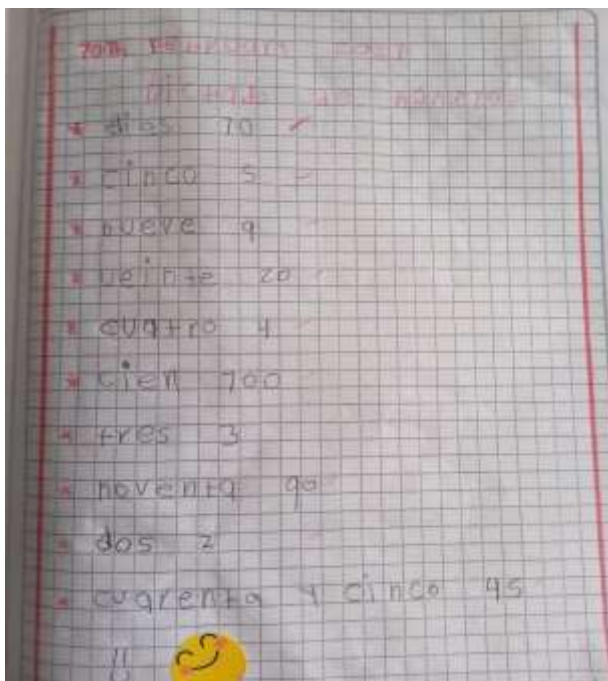 dies 10
cinco 5
nueve 9
veinte 20
cuatro 4
cien 100
tres 3
noventa 90
dos 2
cuarenta y cinco 45